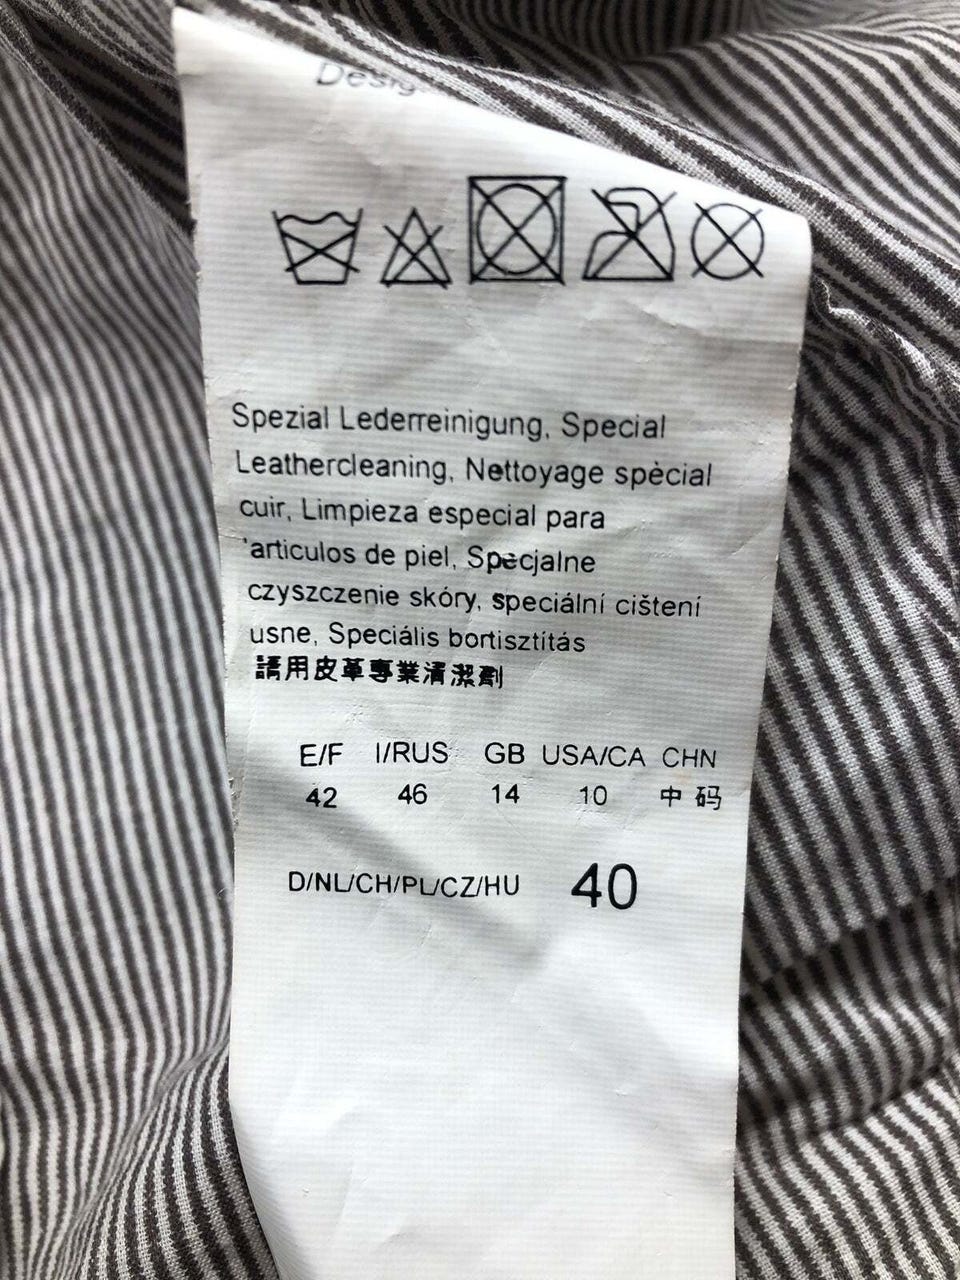 Desig
Spezial Lederreinigung, Special
Leathercleaning, Nettoyage spècial
cuir, Limpieza especial para
'articulos de piel, Specjalne
czyszczenie skóry, speciální cištení
usne, Speciális bortisztítás
請用皮革專業清潔劑
E/F I/RUS GB USA/CA CHN
42 46 14 10 中码
D/NL/CH/PL/CZ/HU 40